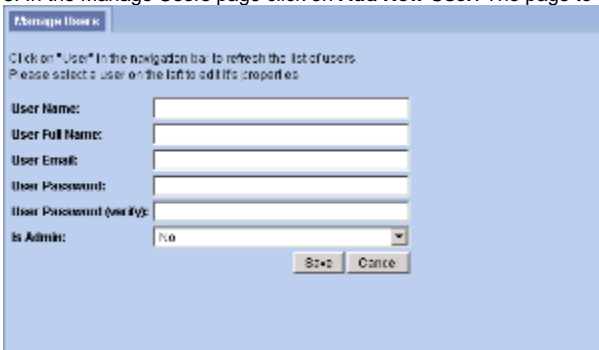 In the Manage Users page click on Add New User. The page to
Manage Users
Click on "User" in the navigation bar to refresh the list of users.
Please select a user on the left to edit it's properties.
User Name:
User Full Name:
User Email:
User Password:
User Password (verify):
Is Admin:
No
Save
Cancel